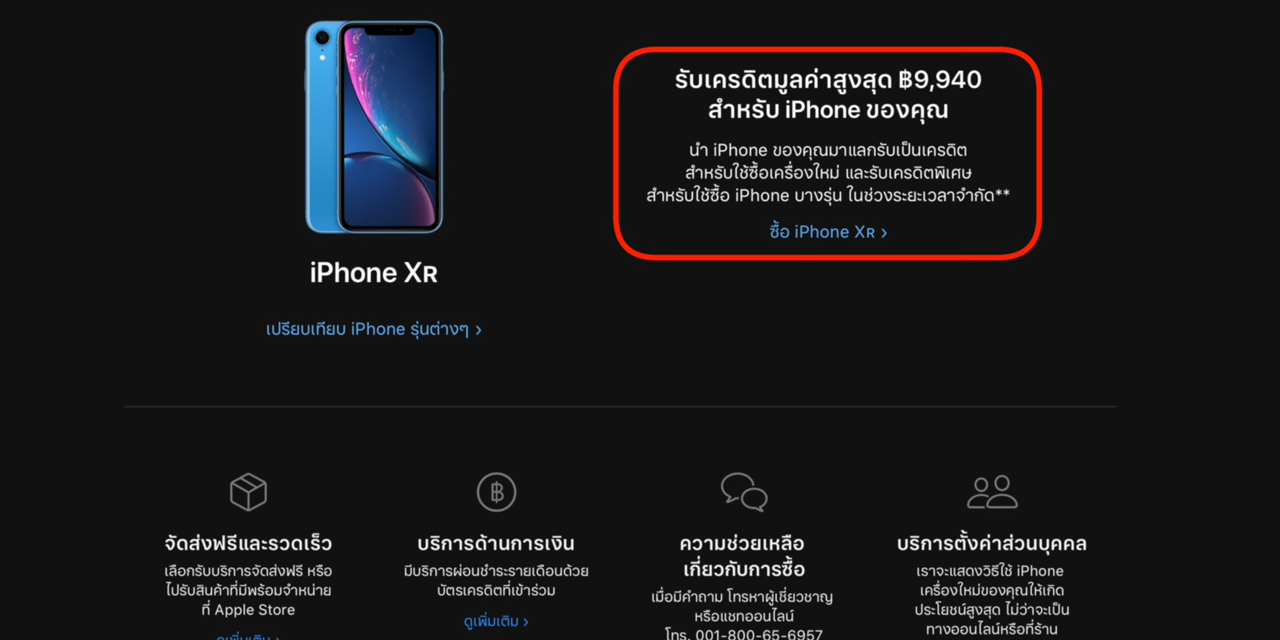 รับเครดิตมูลค่าสูงสุด ฿9,940
สำหรับ iPhone ของคุณ
นำ iPhone ของคุณมาแลกรับเป็นเครดิต
สำหรับใช้ซื้อเครื่องใหม่ และรับเครดิตพิเศษ
สำหรับใช้ซื้อ iPhone บางรุ่น ในช่วงระยะเวลาจำกัด**
ซื้อ iPhone XR ›
iPhone XR
เปรียบเทียบ iPhone รุ่นต่างๆ ›
จัดส่งฟรีและรวดเร็ว
เลือกรับบริการจัดส่งฟรี หรือ
ไปรับสินค้าที่มีพร้อมจำหน่าย
ที่ Apple Store
ดูเพิ่มเติม ›
บริการด้านการเงิน
มีบริการผ่อนชำระรายเดือนด้วย
บัตรเครดิตที่เข้าร่วม
ดูเพิ่มเติม ›
ความช่วยเหลือ
เกี่ยวกับการซื้อ
เมื่อมีคำถาม โทรหาผู้เชี่ยวชาญ
หรือแชทออนไลน์
โทร. 001-800-65-6957
บริการตั้งค่าส่วนบุคคล
เราจะแสดงวิธีใช้ iPhone
เครื่องใหม่ของคุณให้เกิด
ประโยชน์สูงสุด ไม่ว่าจะเป็น
ทางออนไลน์หรือที่ร้าน